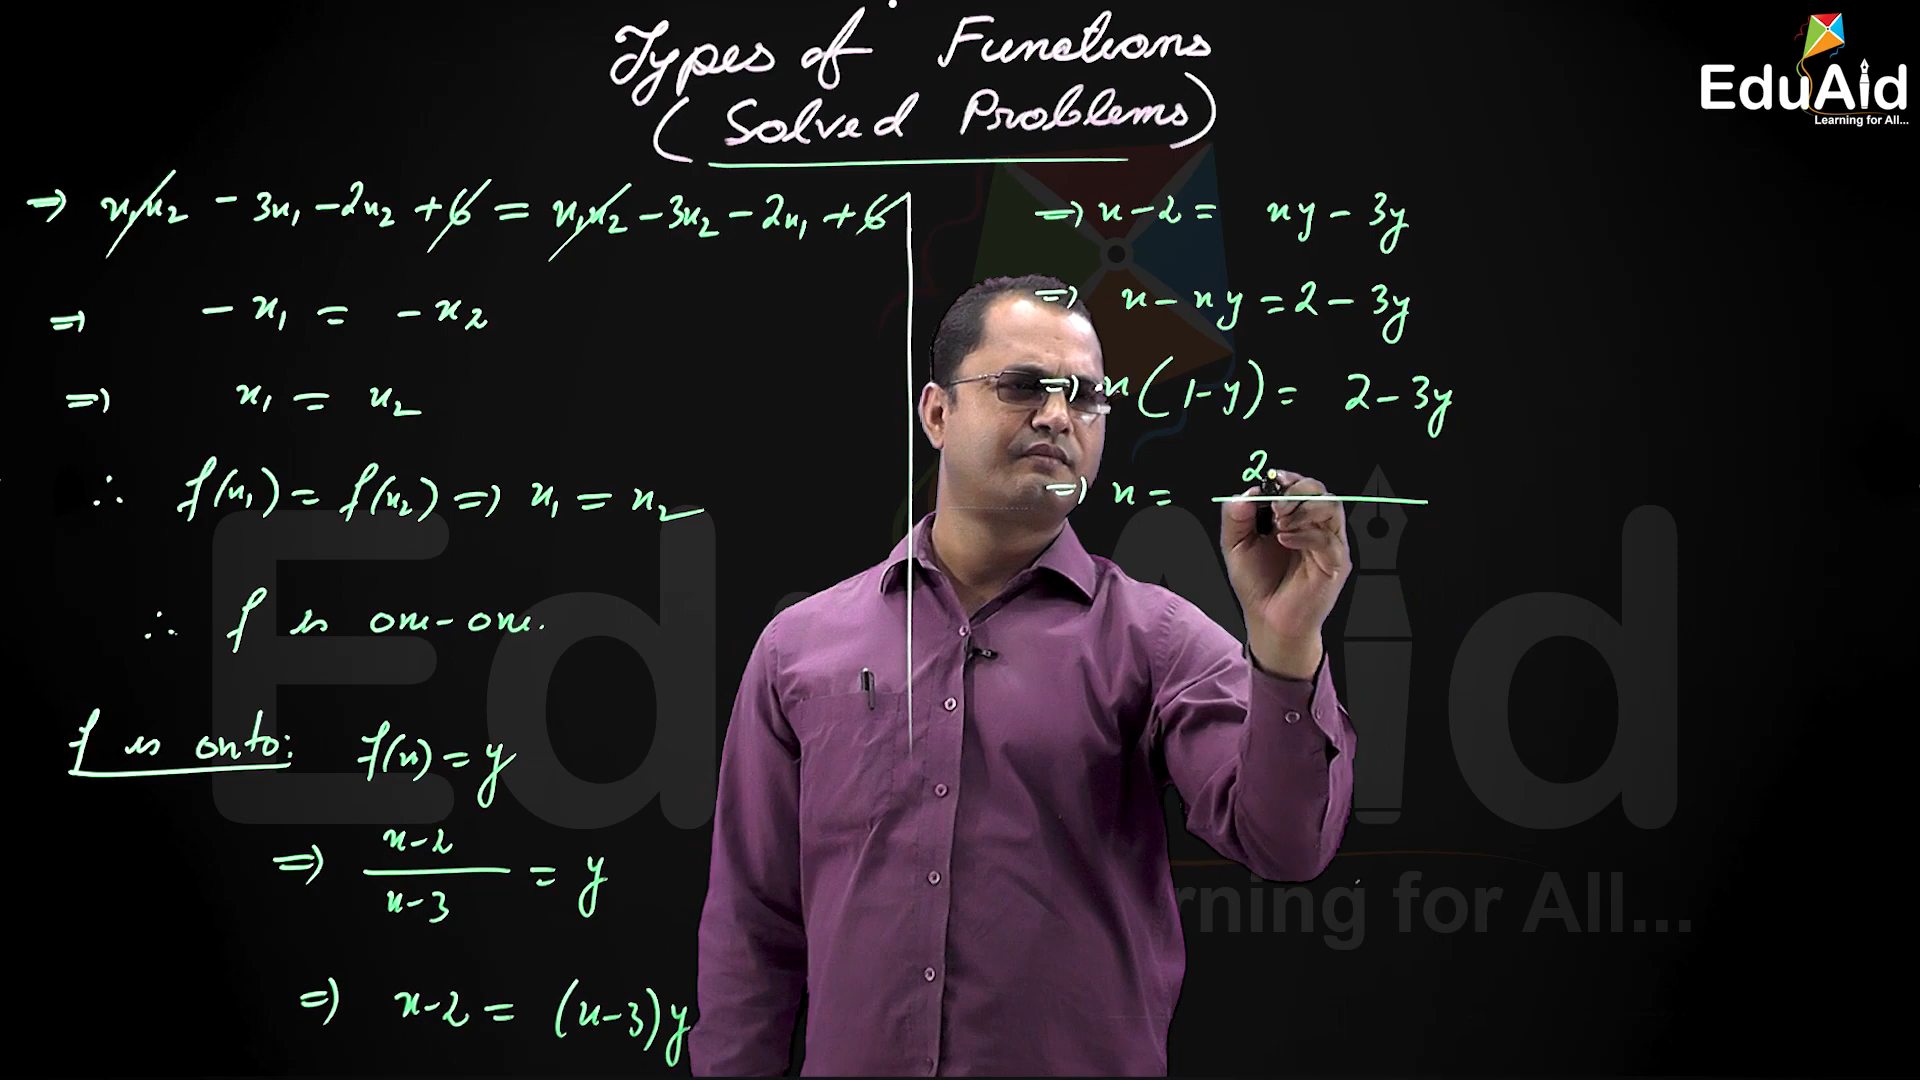 Types of Functions
(Solved Problems)
EduAid
Learning for All...
⇒ x₁x₂ - 3x₁ - 2x₂ + 6 = x₁x₂ - 3x₂ - 2x₁ + 6
⇒ - x₁ = - x₂
⇒ x₁ = x₂
∴ f(x₁) = f(x₂) ⇒ x₁ = x₂
∴ f is one-one.
f is onto: f(x) = y
⇒ (x-2)/(x-3) = y
⇒ x-2 = (x-3)y
⇒ x-2 = xy - 3y
⇒ x - xy = 2 - 3y
⇒ x(1-y) = 2 - 3y
⇒ x = 2
EduAid
rning for All...